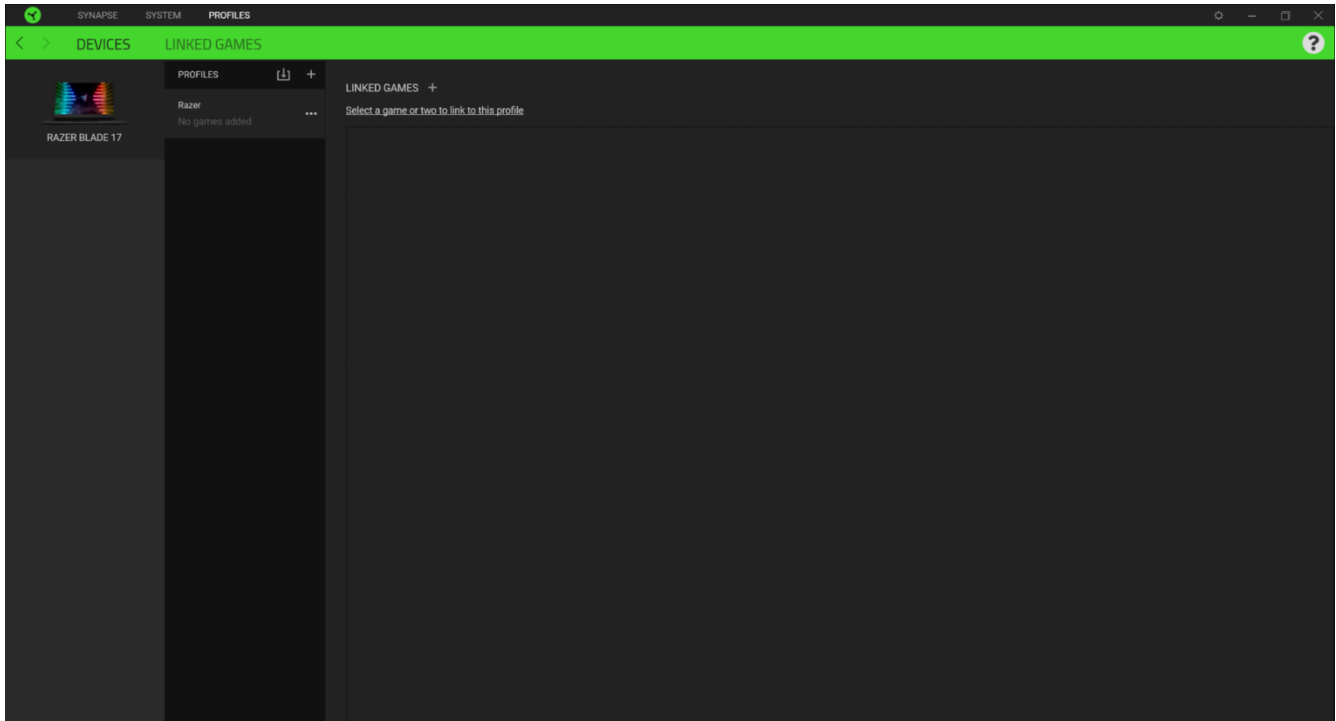 SYNAPSE SYSTEM PROFILES
DEVICES LINKED GAMES
?
RAZER BLADE 17
PROFILES
Razer
No games added
LINKED GAMES
Select a game or two to link to this profile